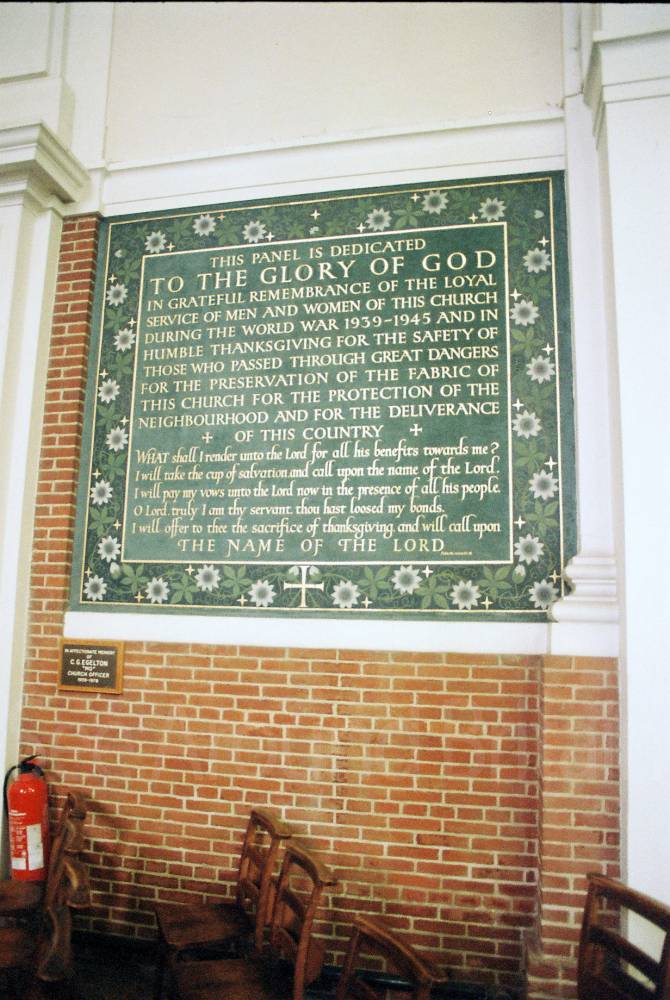 THIS PANEL IS DEDICATED
TO THE GLORY OF GOD
IN GRATEFUL REMEMBRANCE OF THE LOYAL
SERVICE OF MEN AND WOMEN OF THIS CHURCH
DURING THE WORLD WAR 1939-1945 AND IN
HUMBLE THANKSGIVING FOR THE SAFETY OF
THOSE WHO PASSED THROUGH GREAT DANGERS
FOR THE PRESERVATION OF THE FABRIC OF
THIS CHURCH FOR THE PROTECTION OF THE
NEIGHBOURHOOD AND FOR THE DELIVERANCE
OF THIS COUNTRY
WHAT shall I render unto the Lord for all his benefits towards me?
I will take the cup of salvation and call upon the name of the Lord.
I will pay my vows unto the Lord now in the presence of all his people.
O Lord, truly I am thy servant, thou hast loosed my bonds.
I will offer to thee the sacrifice of thanksgiving and will call upon
THE NAME OF THE LORD
IN AFFECTIONATE MEMORY
OF
C.G. EGELTON
CHURCH OFFICER